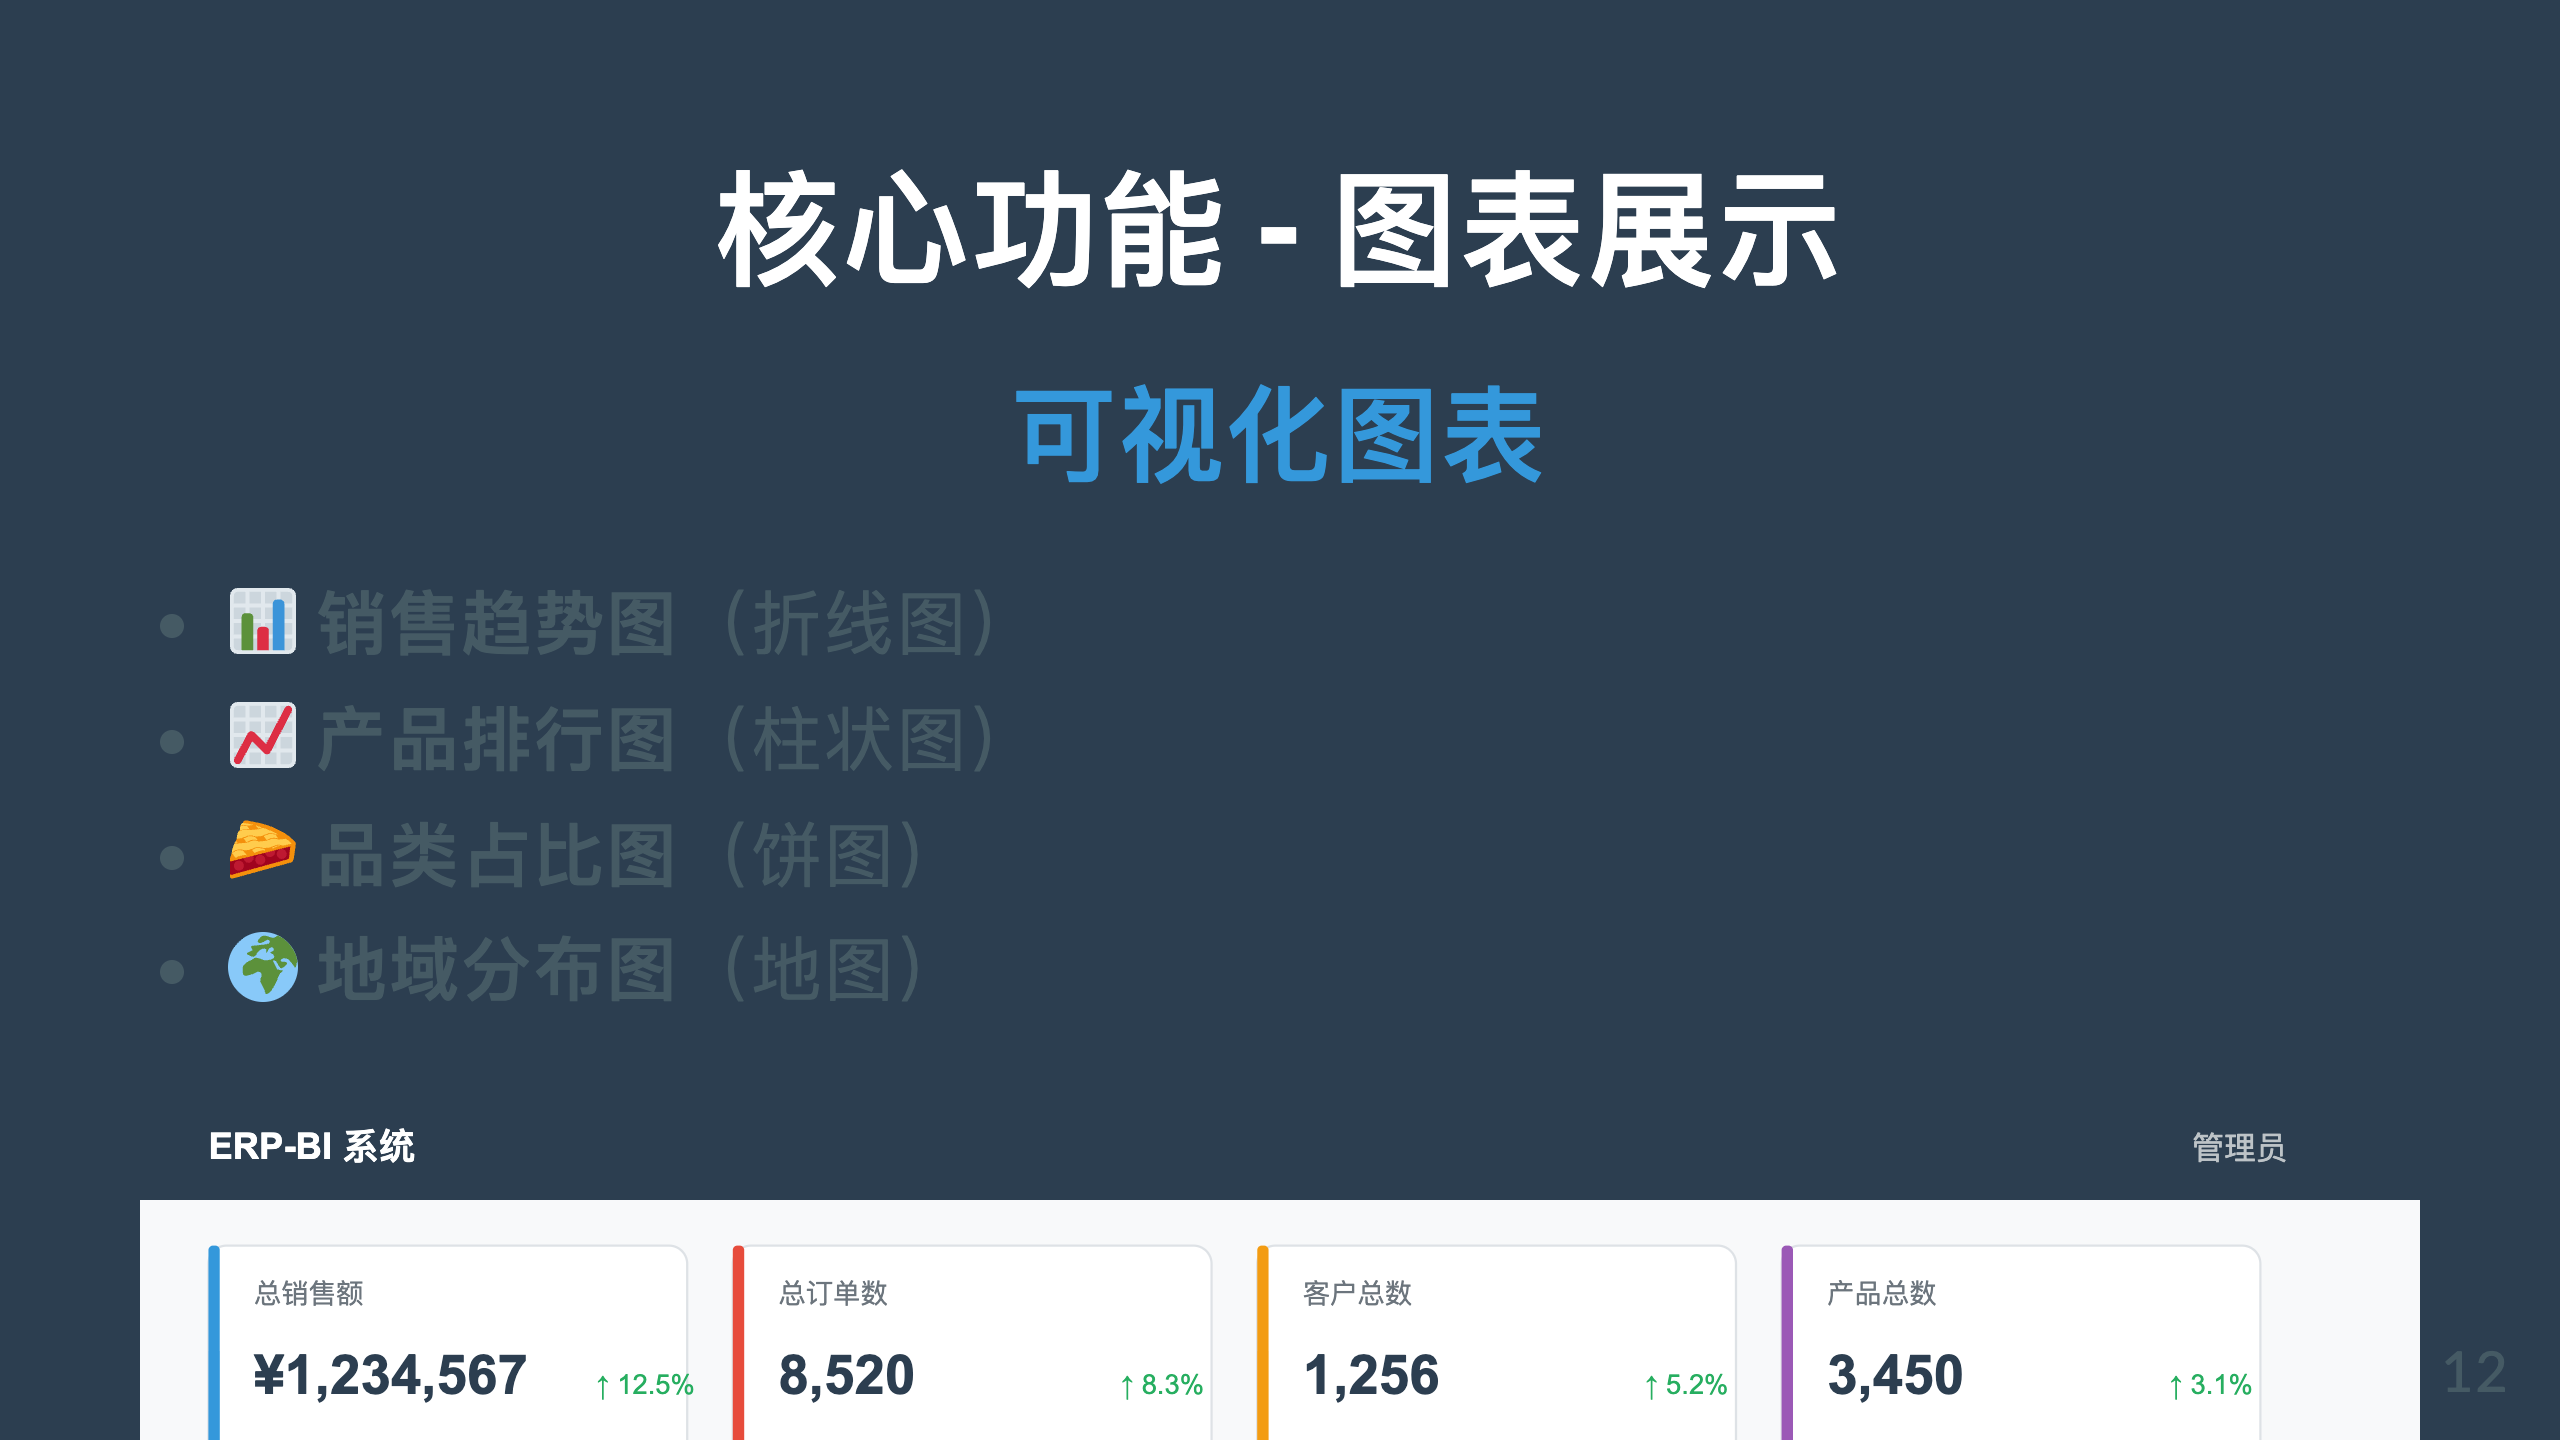 核心功能 - 图表展示
可视化图表
销售趋势图（折线图）
产品排行图（柱状图）
品类占比图（饼图）
地域分布图（地图）
ERP-BI 系统
管理员
总销售额
¥1,234,567 ↑ 12.5%
总订单数
8,520 ↑ 8.3%
客户总数
1,256 ↑ 5.2%
产品总数
3,450 ↑ 3.1%
12